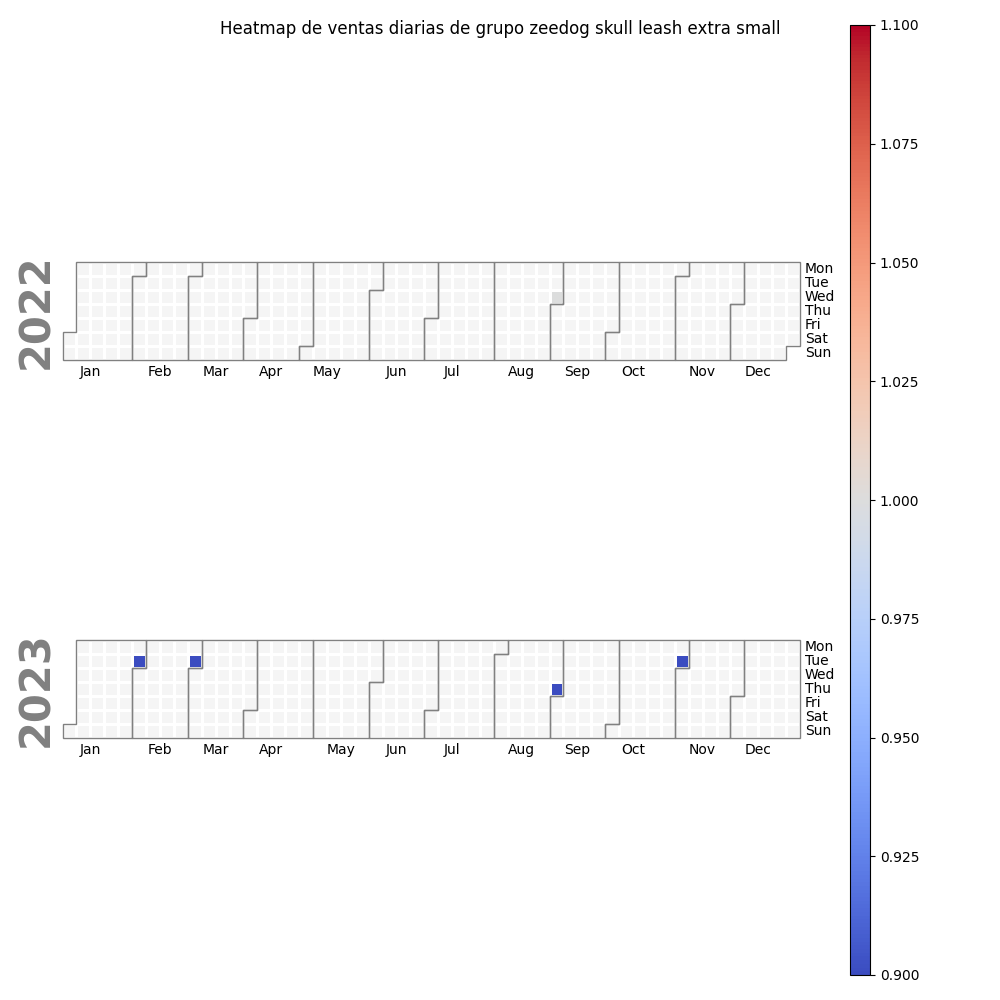 Heatmap de ventas diarias de grupo zeedog skull leash extra small
2022
Mon
Tue
Wed
Thu
Fri
Sat
Sun
Jan Feb Mar Apr May Jun Jul Aug Sep Oct Nov Dec
2023
Mon
Tue
Wed
Thu
Fri
Sat
Sun
Jan Feb Mar Apr May Jun Jul Aug Sep Oct Nov Dec
1.100
1.075
1.050
1.025
1.000
0.975
0.950
0.925
0.900